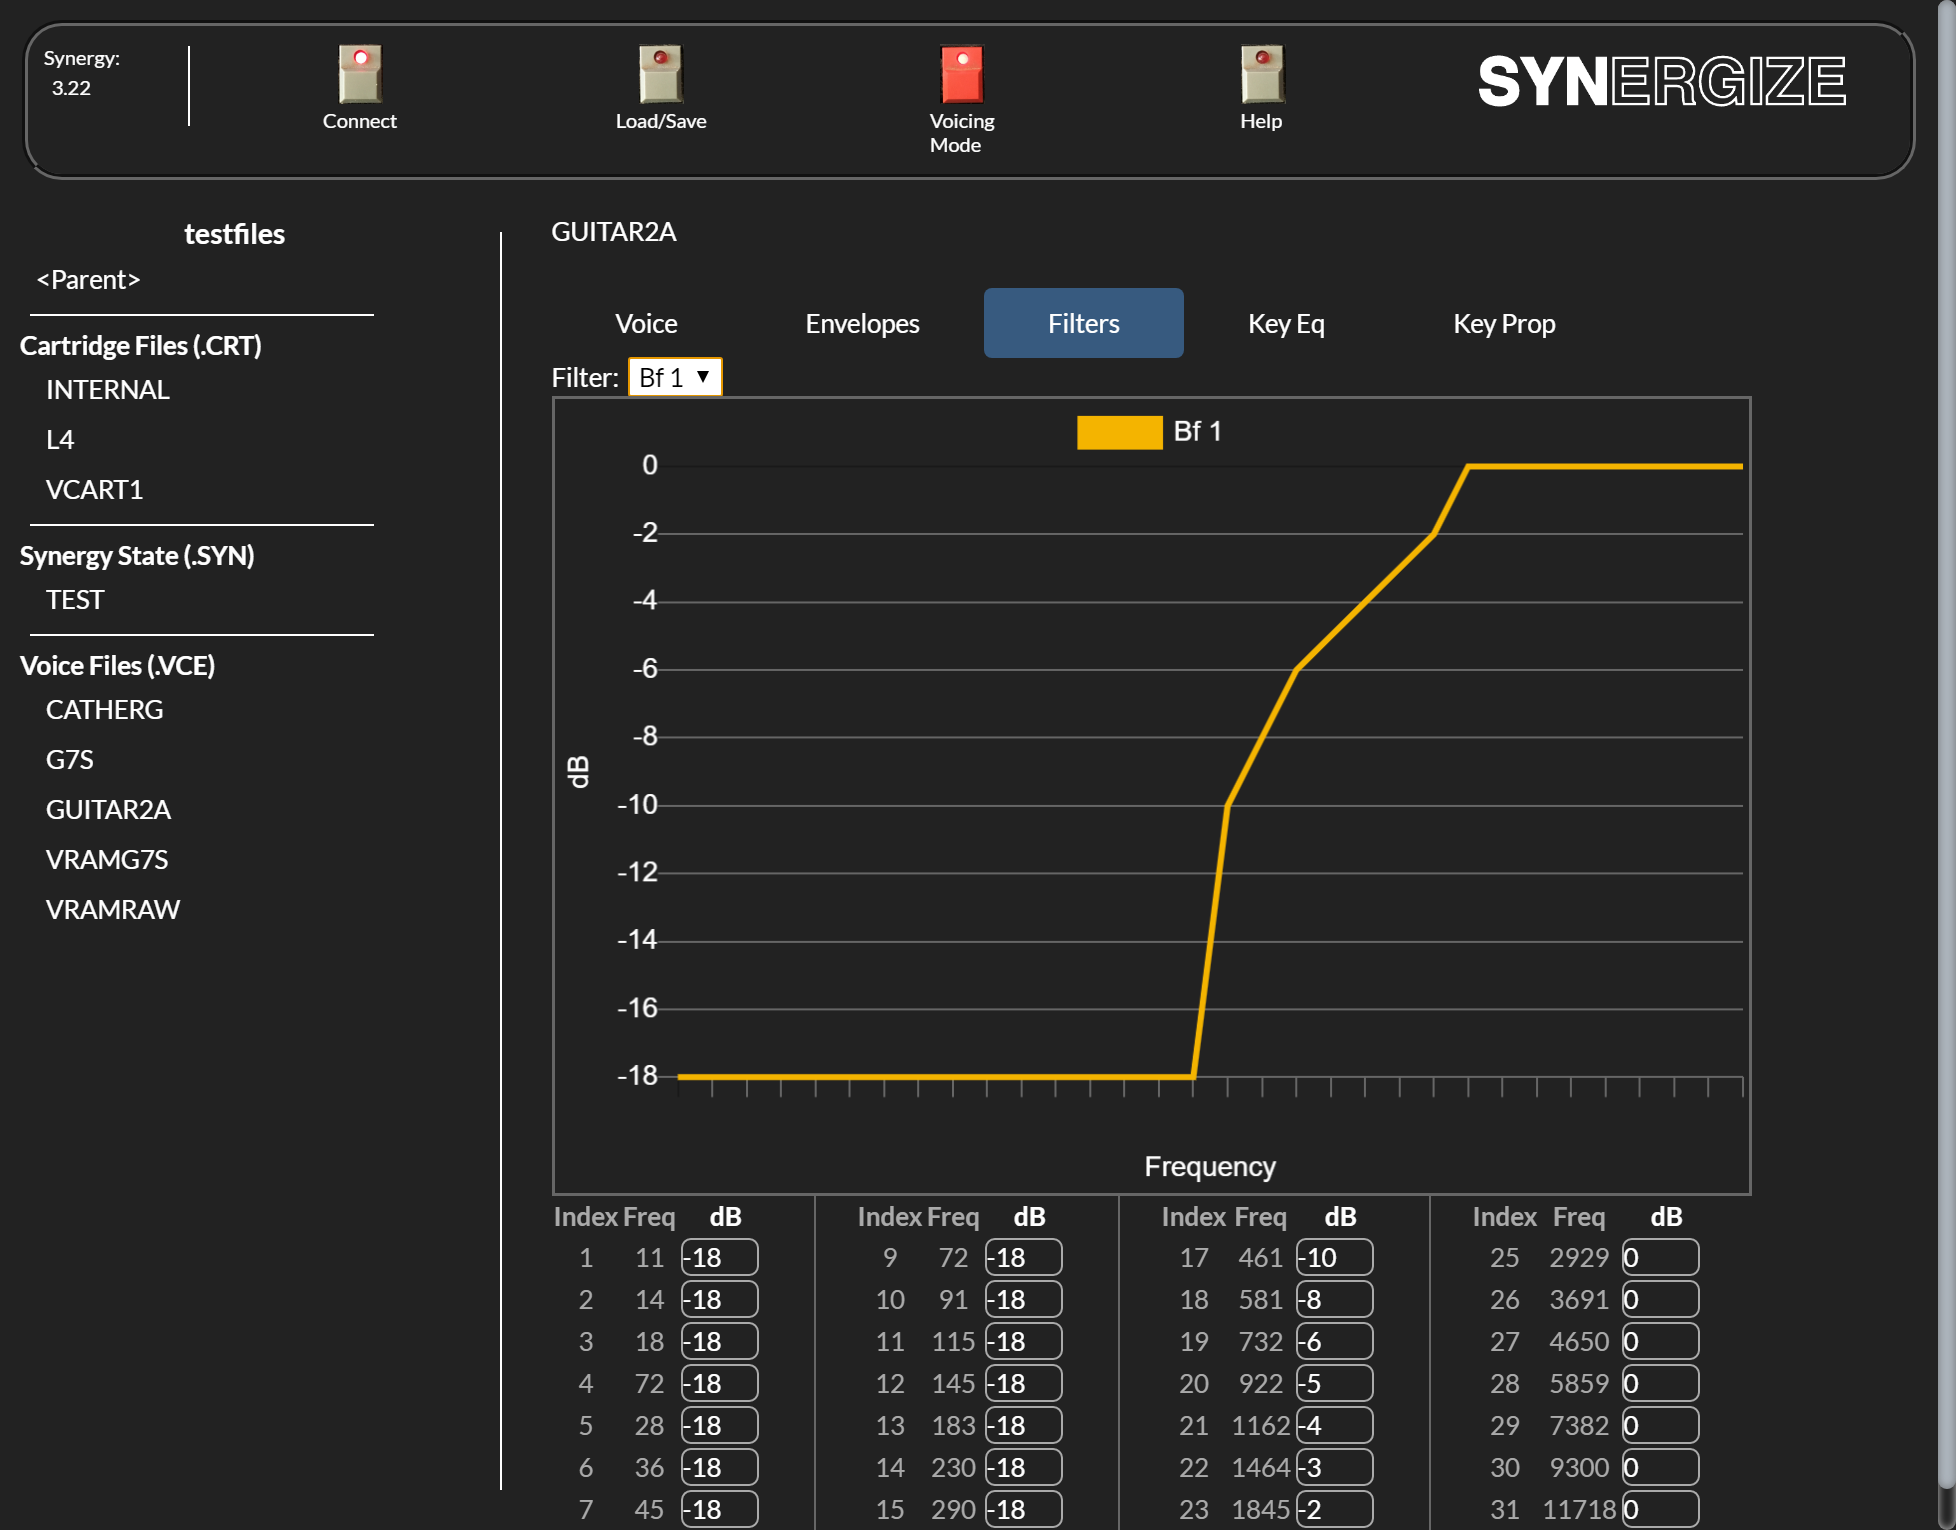 Synergy:
3.22
Connect
Load/Save
Voicing
Mode
Help
SYNERGIZE
testfiles
<Parent>
Cartridge Files (.CRT)
INTERNAL
L4
VCART1
Synergy State (.SYN)
TEST
Voice Files (.VCE)
CATHERG
G7S
GUITAR2A
VRAMG7S
VRAMRAW
GUITAR2A
Voice Envelopes Filters Key Eq Key Prop
Filter: Bf 1 ▼
Bf 1
0
-2
-4
-6
-8
-10
-12
-14
-16
-18
dB
Frequency
Index Freq dB Index Freq dB Index Freq dB Index Freq dB
1 11 -18 9 72 -18 17 461 -10 25 2929 0
2 14 -18 10 91 -18 18 581 -8 26 3691 0
3 18 -18 11 115 -18 19 732 -6 27 4650 0
4 72 -18 12 145 -18 20 922 -5 28 5859 0
5 28 -18 13 183 -18 21 1162 -4 29 7382 0
6 36 -18 14 230 -18 22 1464 -3 30 9300 0
7 45 -18 15 290 -18 23 1845 -2 31 11718 0